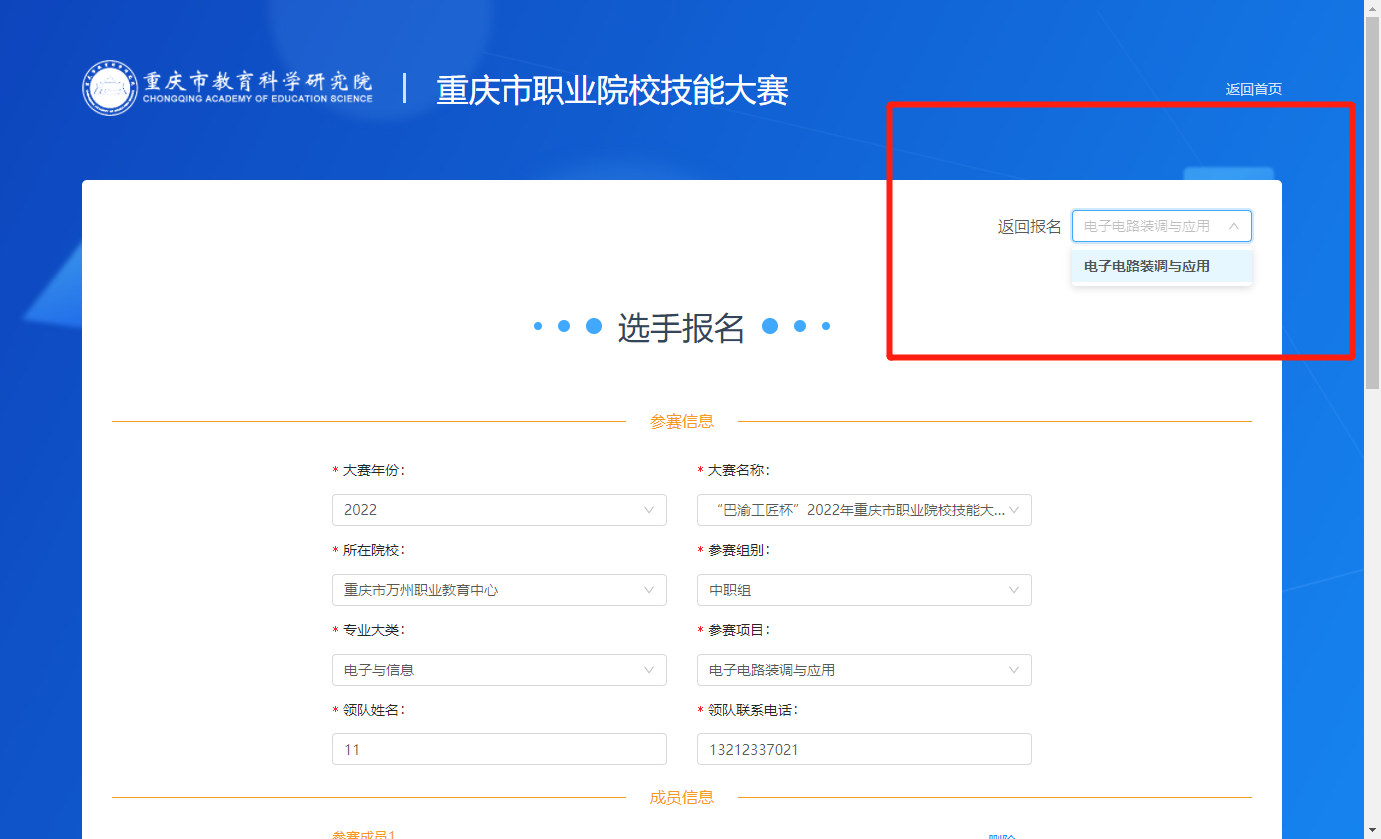 重庆市教育科学研究院
CHONGQING ACADEMY OF EDUCATION SCIENCE
重庆市职业院校技能大赛
返回首页
返回报名
电子电路装调与应用
电子电路装调与应用
选手报名
参赛信息
* 大赛年份：
* 大赛名称：
2022
“巴渝工匠杯”2022年重庆市职业院校技能大...
* 所在院校：
* 参赛组别：
重庆市万州职业教育中心
中职组
* 专业大类：
* 参赛项目：
电子与信息
电子电路装调与应用
* 领队姓名：
* 领队联系电话：
11
13212337021
成员信息
参赛成员1
删除